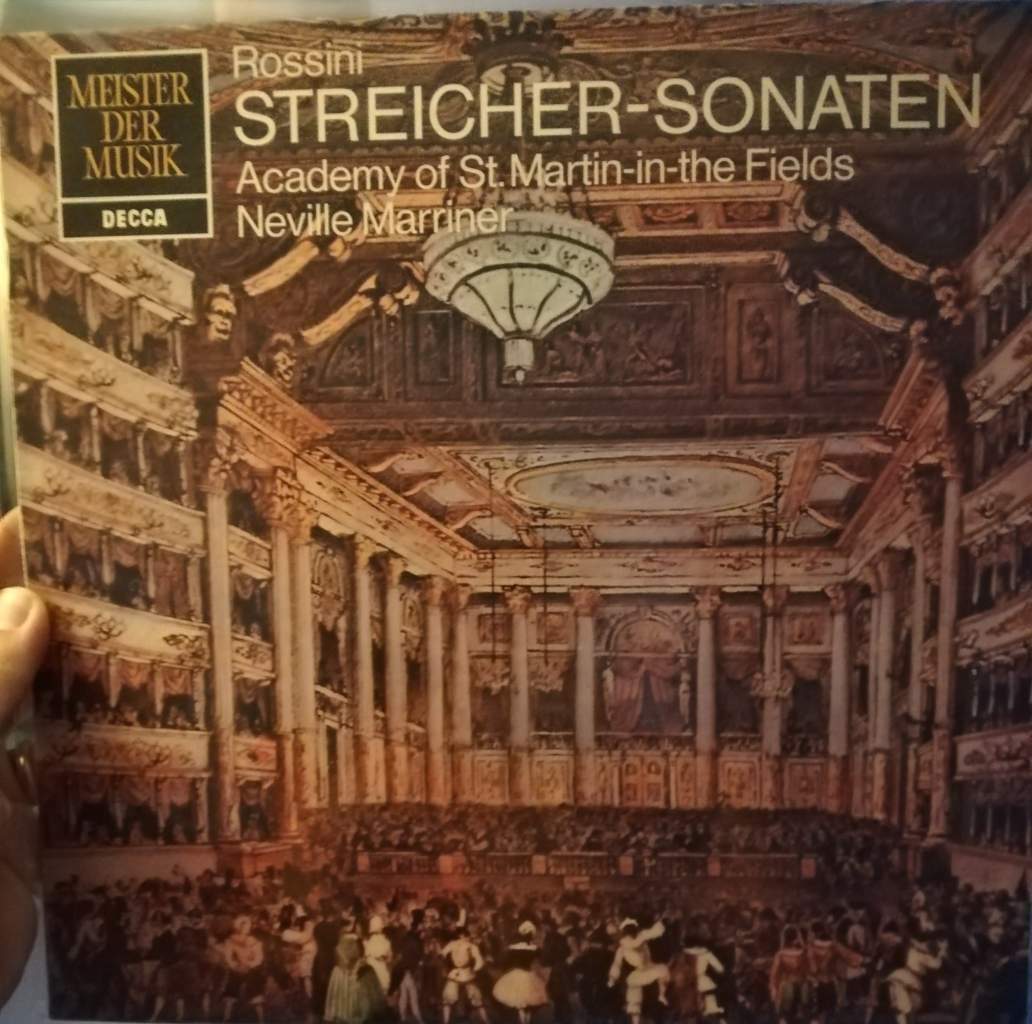 MEISTER
DER
MUSIK
DECCA
Rossini
STREICHER-SONATEN
Academy of St. Martin-in-the Fields
Neville Marriner